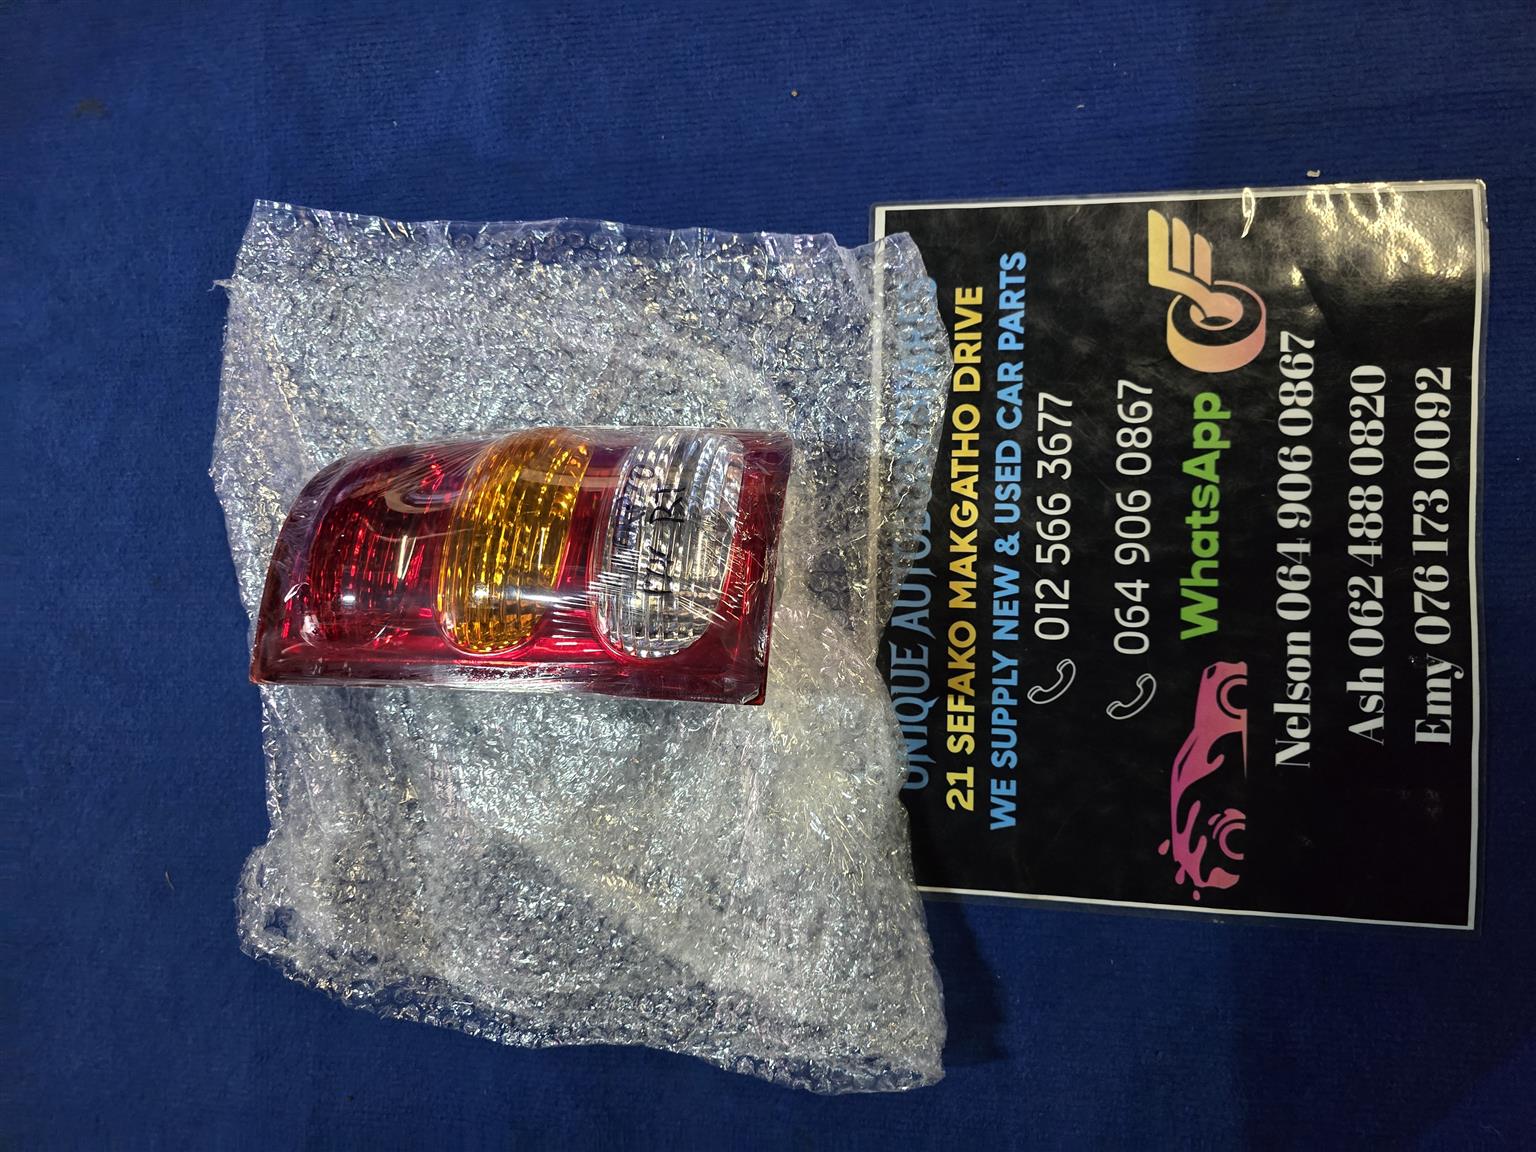 UNIQUE AUTOB
21 SEFAKO MAKGATHO DRIVE
WE SUPPLY NEW & USED CAR PARTS
012 566 3677
064 906 0867
WhatsApp
Nelson 064 906 0867
Ash 062 488 0820
Emy 076 173 0092